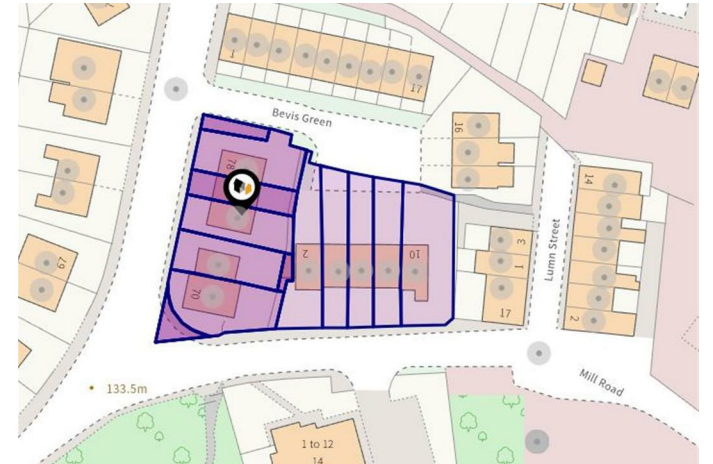 1
17
Bevis Green
16
78
14
3
1
17
2
10
67
70
Lumn Street
2
133.5m
Mill Road
1 to 12
14